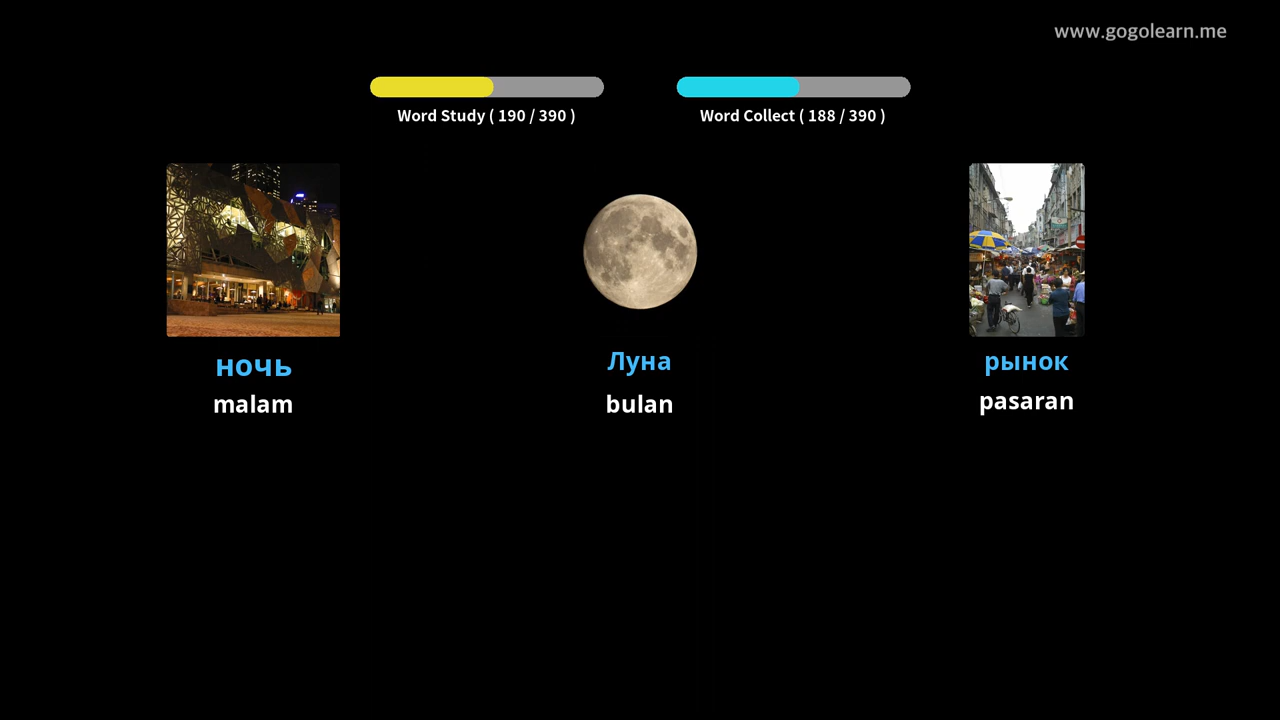 www.gogolearn.me
Word Study ( 190 / 390 )
Word Collect ( 188 / 390 )
ночь
malam
Луна
bulan
рынок
pasaran